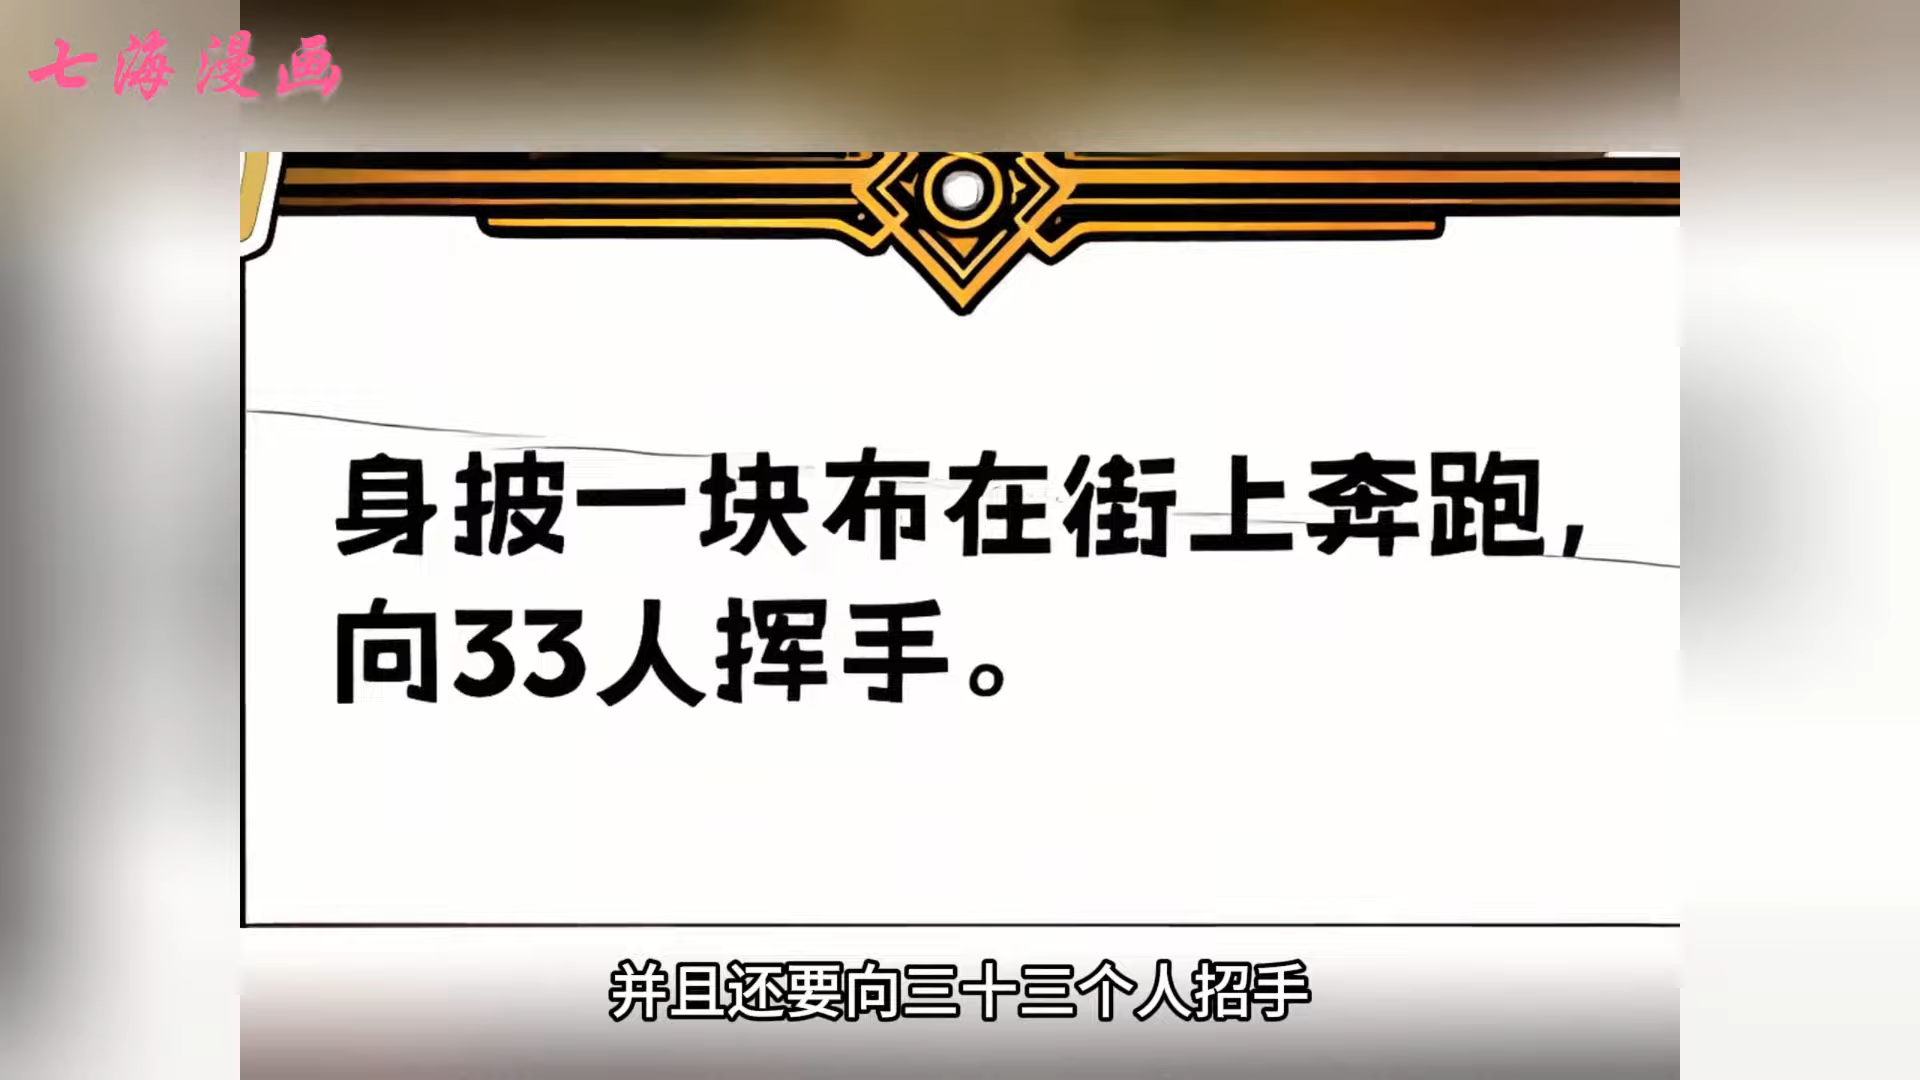 七海漫画
身披一块布在街上奔跑,
向33人挥手。
并且还要向三十三个人招手